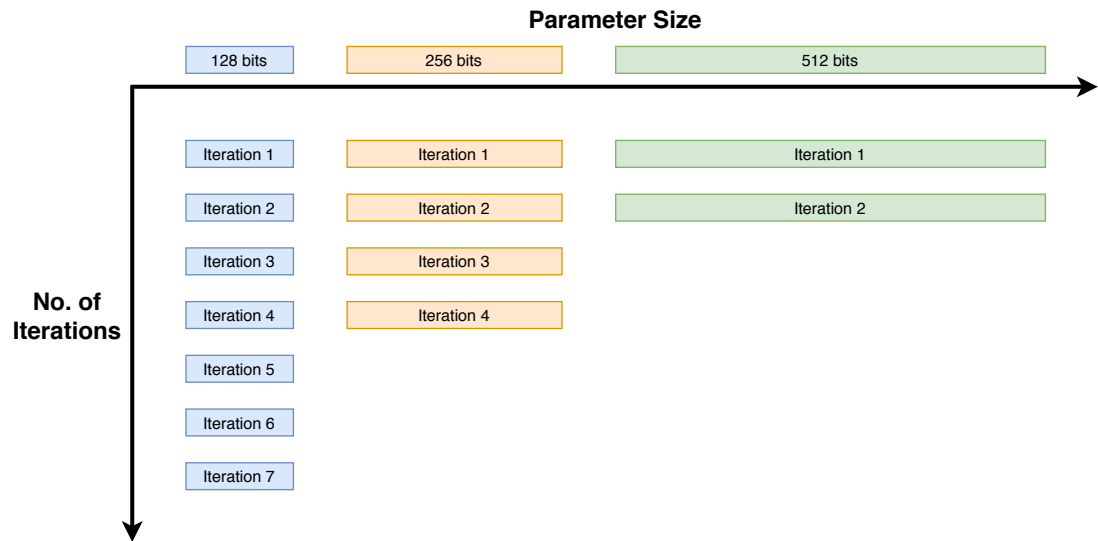 Parameter Size
128 bits
256 bits
512 bits
Iteration 1
Iteration 1
Iteration 1
Iteration 2
Iteration 2
Iteration 2
Iteration 3
Iteration 3
No. of
Iterations
Iteration 4
Iteration 4
Iteration 5
Iteration 6
Iteration 7